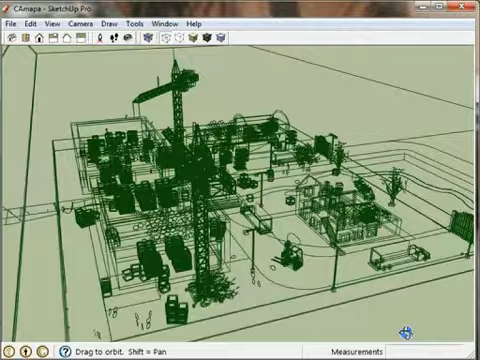 CAmapa - SketchUp Pro
File Edit View Camera Draw Tools Window Help
Drag to orbit. Shift = Pan
Measurements